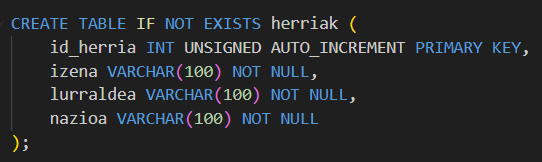 CREATE TABLE IF NOT EXISTS herriak (
    id_herria INT UNSIGNED AUTO_INCREMENT PRIMARY KEY,
    izena VARCHAR(100) NOT NULL,
    lurraldea VARCHAR(100) NOT NULL,
    nazioa VARCHAR(100) NOT NULL
);